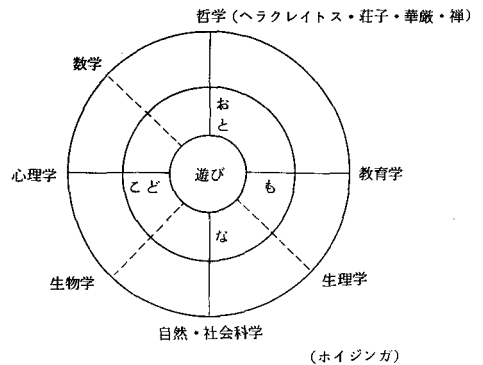 哲学(ヘラクレイトス・荘子・華厳・禅)
数学
おと
心理学
こども
遊び
教育学
な
生物学
生理学
自然・社会科学
(ホイジンガ)